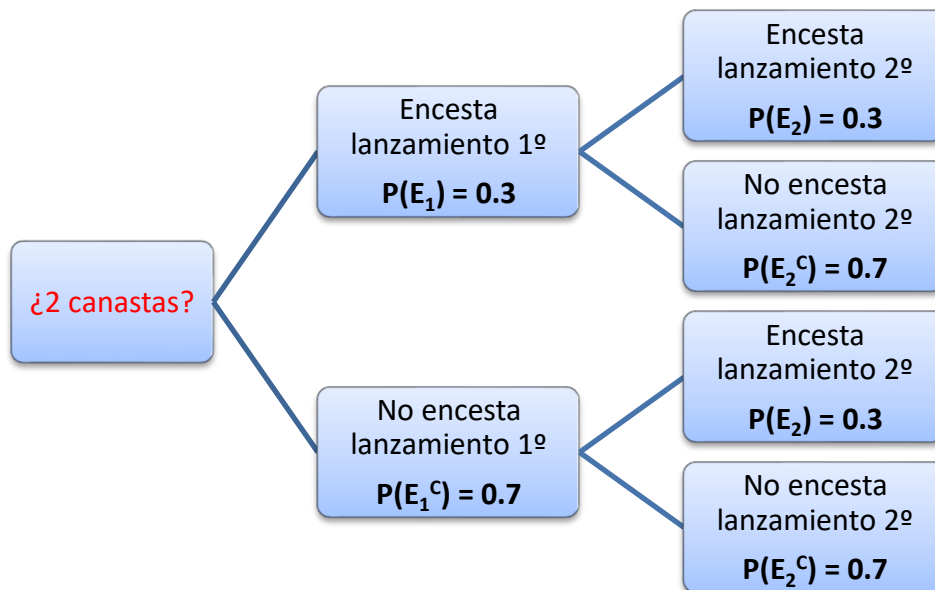 ¿2 canastas?
Encesta
lanzamiento 1º
P(E₁) = 0.3
Encesta
lanzamiento 2º
P(E₂) = 0.3
No encesta
lanzamiento 2º
P(E₂ᶜ) = 0.7
No encesta
lanzamiento 1º
P(E₁ᶜ) = 0.7
Encesta
lanzamiento 2º
P(E₂) = 0.3
No encesta
lanzamiento 2º
P(E₂ᶜ) = 0.7